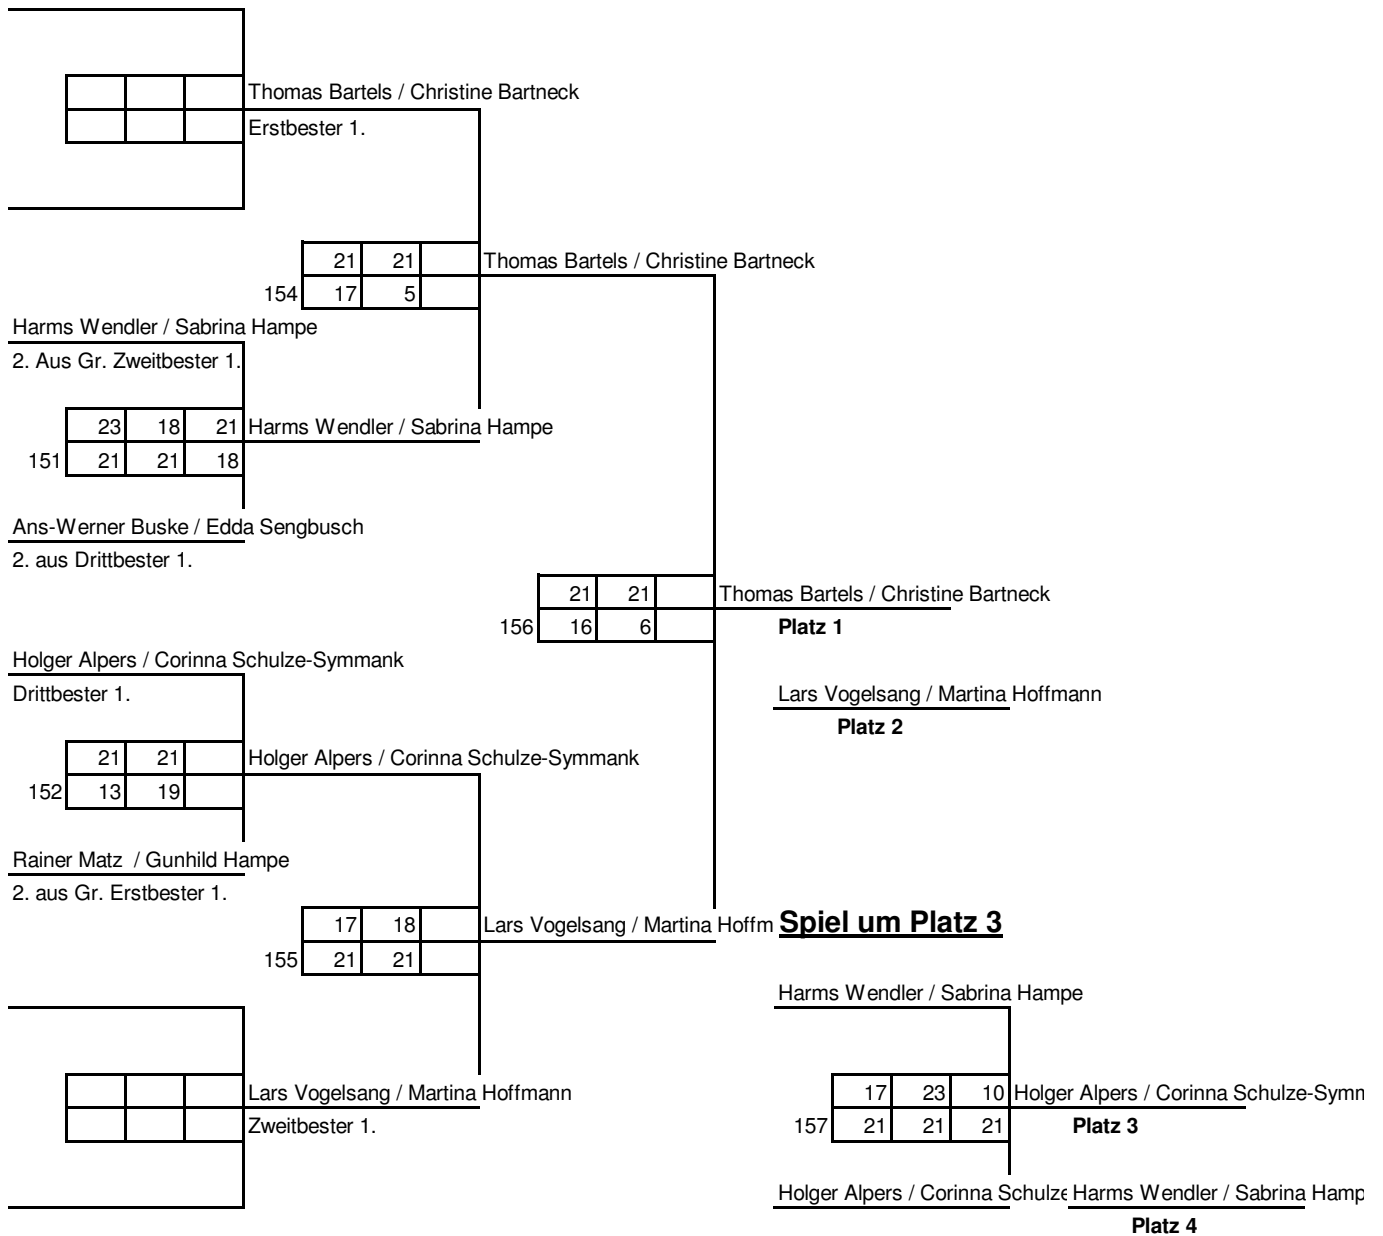 Thomas Bartels / Christine Bartneck
Erstbester 1.
21 21 Thomas Bartels / Christine Bartneck
154 17 5
Harms Wendler / Sabrina Hampe
2. Aus Gr. Zweitbester 1.
23 18 21 Harms Wendler / Sabrina Hampe
151 21 21 18
Ans-Werner Buske / Edda Sengbusch
2. aus Drittbester 1.
21 21 Thomas Bartels / Christine Bartneck
156 16 6 Platz 1
Holger Alpers / Corinna Schulze-Symmank
Drittbester 1.
Lars Vogelsang / Martina Hoffmann
Platz 2
21 21 Holger Alpers / Corinna Schulze-Symmank
152 13 19
Rainer Matz / Gunhild Hampe
2. aus Gr. Erstbester 1.
17 18 Lars Vogelsang / Martina Hoffm
155 21 21
Spiel um Platz 3
Harms Wendler / Sabrina Hampe
Lars Vogelsang / Martina Hoffmann
Zweitbester 1.
17 23 10 Holger Alpers / Corinna Schulze-Symm
157 21 21 21 Platz 3
Holger Alpers / Corinna Schulze Harms Wendler / Sabrina Hamp
Platz 4